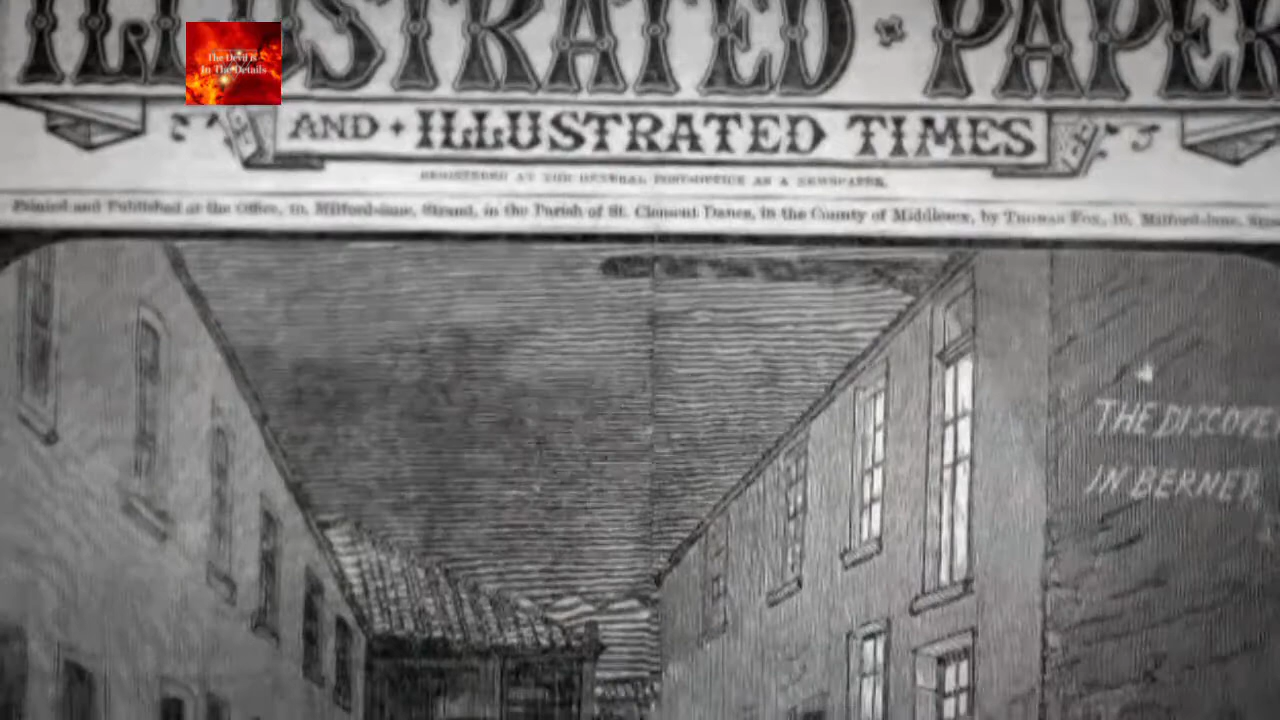 ILLUSTRATED PAPER
The Devil is
In The Details
AND ILLUSTRATED TIMES
REGISTERED AT THE GENERAL POST-OFFICE AS A NEWSPAPER.
Printed and Published at the Office, 10, Milford-lane, Strand, in the Parish of St. Clement Danes, in the County of Middlesex, by THOMAS FOX, 10, Milford-lane,
THE DISCOVE
IN BERNER